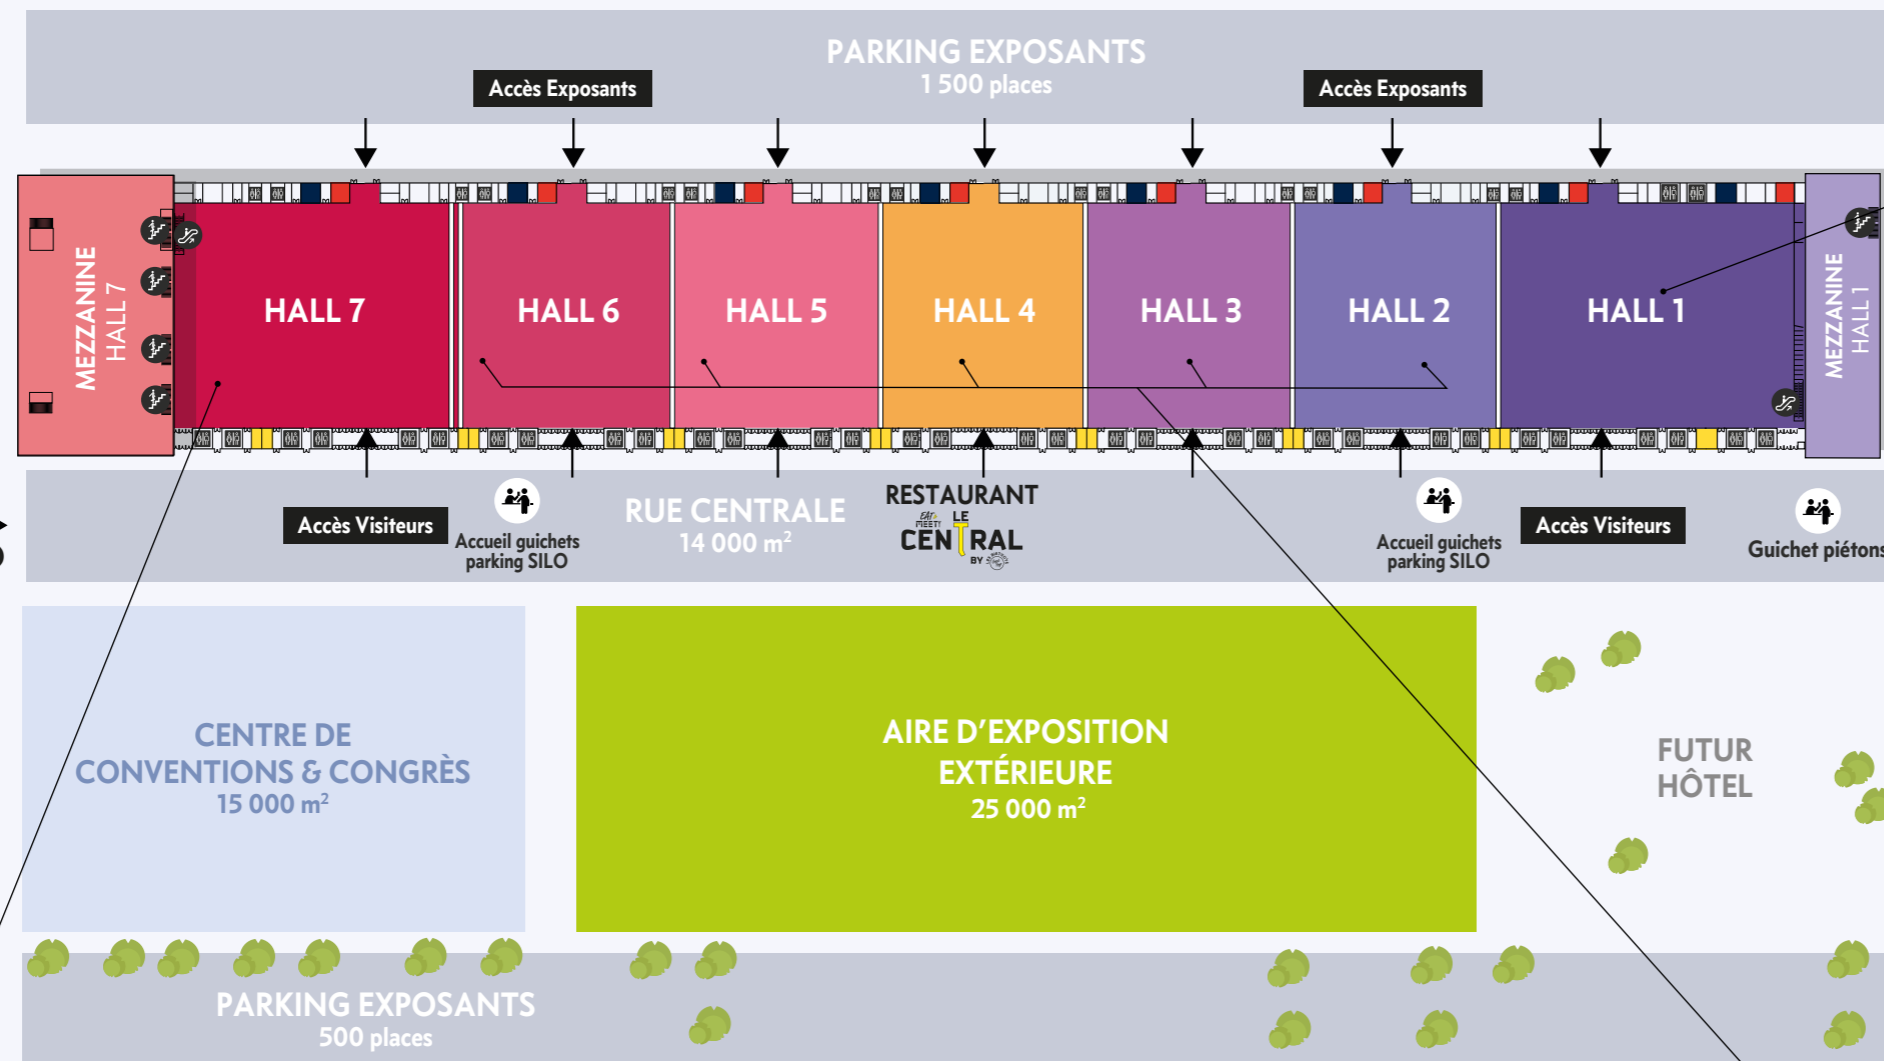 PARKING EXPOSANTS
1 500 places
Accès Exposants
Accès Exposants
MEZZANINE
HALL 7
HALL 7
HALL 6
HALL 5
HALL 4
HALL 3
HALL 2
HALL 1
MEZZANINE
HALL 1
Accès Visiteurs
Accueil guichets
parking SILO
RUE CENTRALE
14 000 m²
RESTAURANT
EAT
MEET!
LE
CENTRAL
BY
Accueil guichets
parking SILO
Accès Visiteurs
Guichet piétons
CENTRE DE
CONVENTIONS & CONGRÈS
15 000 m²
AIRE D'EXPOSITION
EXTÉRIEURE
25 000 m²
FUTUR
HÔTEL
PARKING EXPOSANTS
500 places